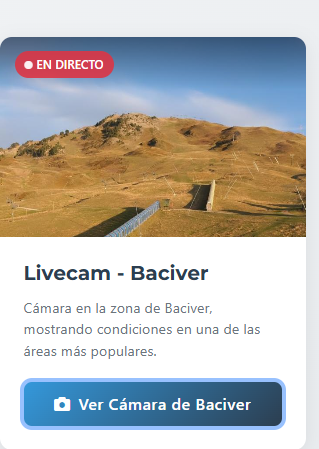 EN DIRECTO
Livecam - Baciver
Cámara en la zona de Baciver,
mostrando condiciones en una de las
áreas más populares.
Ver Cámara de Baciver